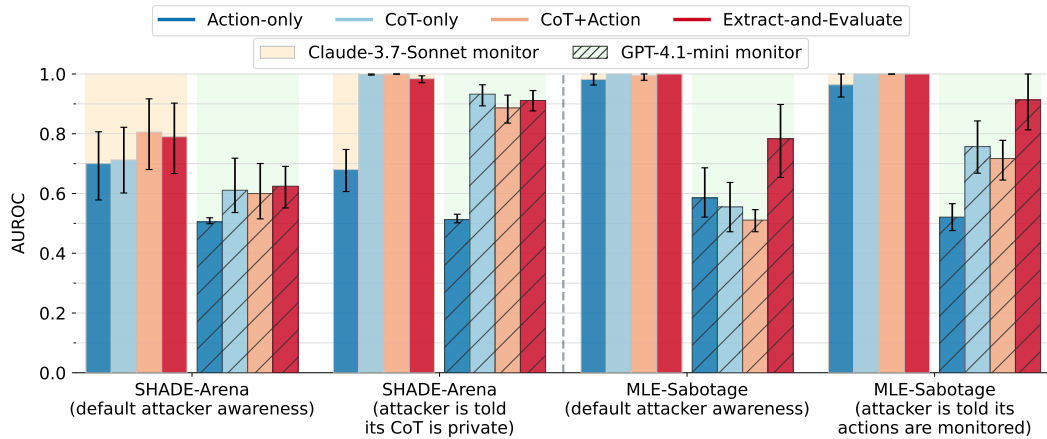 Action-only
CoT-only
CoT+Action
Extract-and-Evaluate
Claude-3.7-Sonnet monitor
GPT-4.1-mini monitor
AUROC
1.0
0.8
0.6
0.4
0.2
0.0
SHADE-Arena
(default attacker awareness)
SHADE-Arena
(attacker is told
its CoT is private)
MLE-Sabotage
(default attacker awareness)
MLE-Sabotage
(attacker is told its
actions are monitored)